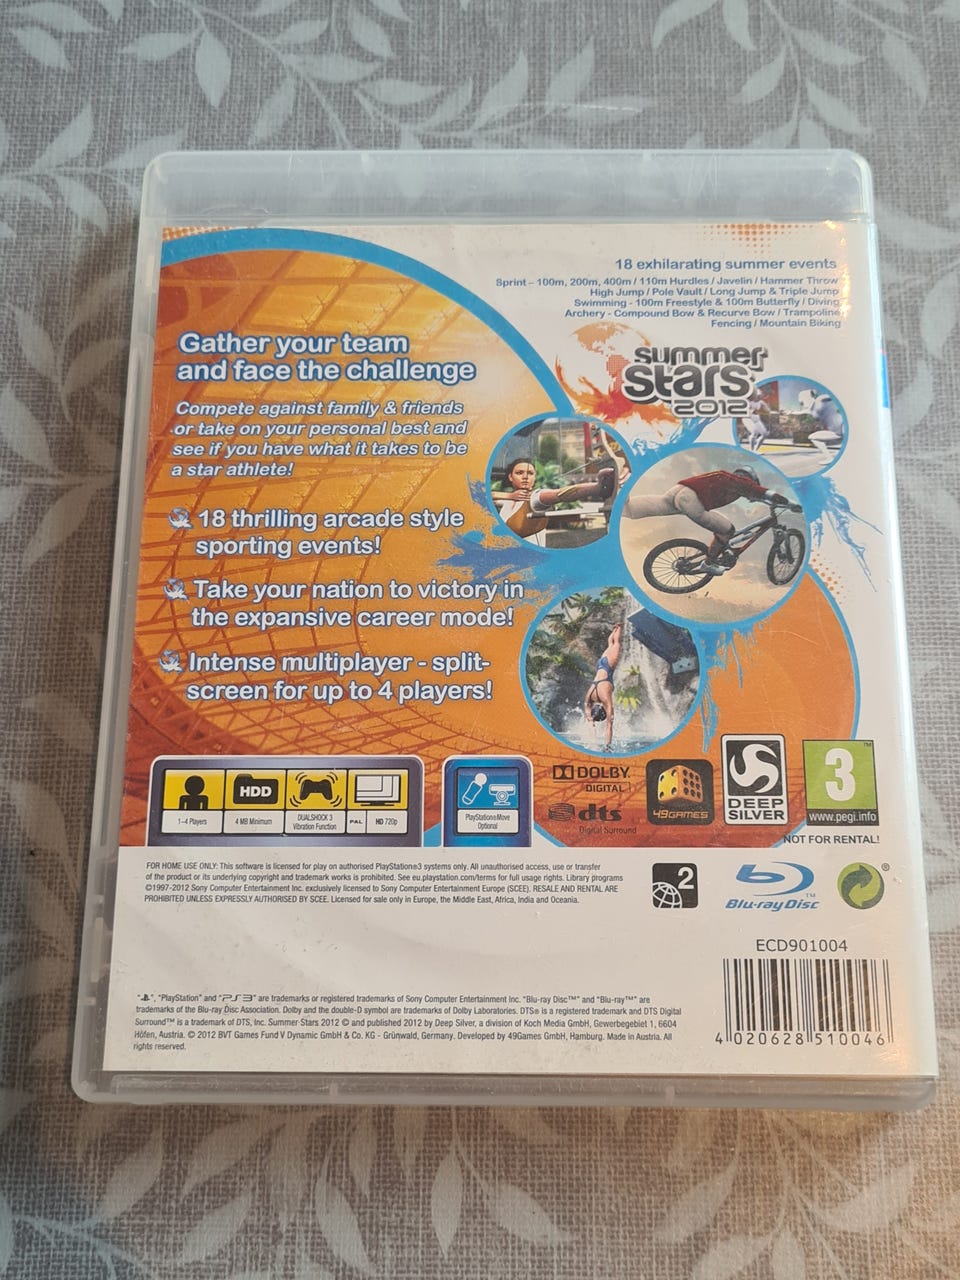 18 exhilarating summer events
Sprint – 100m, 200m, 400m / 110m Hurdles / Javelin / Hammer Throw
High Jump / Pole Vault / Long Jump & Triple Jump
Swimming - 100m Freestyle & 100m Butterfly / Diving
Archery - Compound Bow & Recurve Bow / Trampoline
Fencing / Mountain Biking
summer
stars
2012
Gather your team
and face the challenge
Compete against family & friends
or take on your personal best and
see if you have what it takes to be
a star athlete!
18 thrilling arcade style
sporting events!
Take your nation to victory in
the expansive career mode!
Intense multiplayer - split-
screen for up to 4 players!
HDD
1-4 Players
4 MB Minimum
DUALSHOCK 3
Vibration Function
PAL
HD 720p
PlayStation®Move
Optional
DOLBY
DIGITAL
dts
Digital Surround
49GAMES
DEEP
SILVER
3
™
www.pegi.info
NOT FOR RENTAL!
FOR HOME USE ONLY: This software is licensed for play on authorised PlayStation®3 systems only. All unauthorised access, use or transfer
of the product or its underlying copyright and trademark works is prohibited. See eu.playstation.com/terms for full usage rights. Library programs
©1997-2012 Sony Computer Entertainment Inc. exclusively licensed to Sony Computer Entertainment Europe (SCEE). RESALE AND RENTAL ARE
PROHIBITED UNLESS EXPRESSLY AUTHORISED BY SCEE. Licensed for sale only in Europe, the Middle East, Africa, India and Oceania.
2
Blu-ray Disc
™
®
ECD901004
4 020628 510046
"PS", "PlayStation" and "PS3" are trademarks or registered trademarks of Sony Computer Entertainment Inc. "Blu-ray Disc™" and "Blu-ray™" are
trademarks of the Blu-ray Disc Association. Dolby and the double-D symbol are trademarks of Dolby Laboratories. DTS® is a registered trademark and DTS Digital
Surround™ is a trademark of DTS, Inc. Summer Stars 2012 © and published 2012 by Deep Silver, a division of Koch Media GmbH, Gewerbegebiet 1, 6604
Höfen, Austria. © 2012 BVT Games Fund V Dynamic GmbH & Co. KG - Grünwald, Germany. Developed by 49Games GmbH, Hamburg. Made in Austria. All
rights reserved.